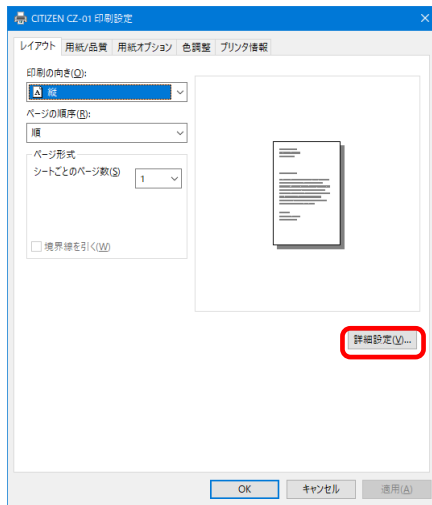 CITIZEN CZ-01 印刷設定
レイアウト 用紙/品質 用紙オプション 色調整 プリンタ情報
印刷の向き(O):
A 縦
ページの順序(R):
順
ページ形式
シートごとのページ数(S) 1
境界線を引く(W)
詳細設定(V)...
OK キャンセル 適用(A)